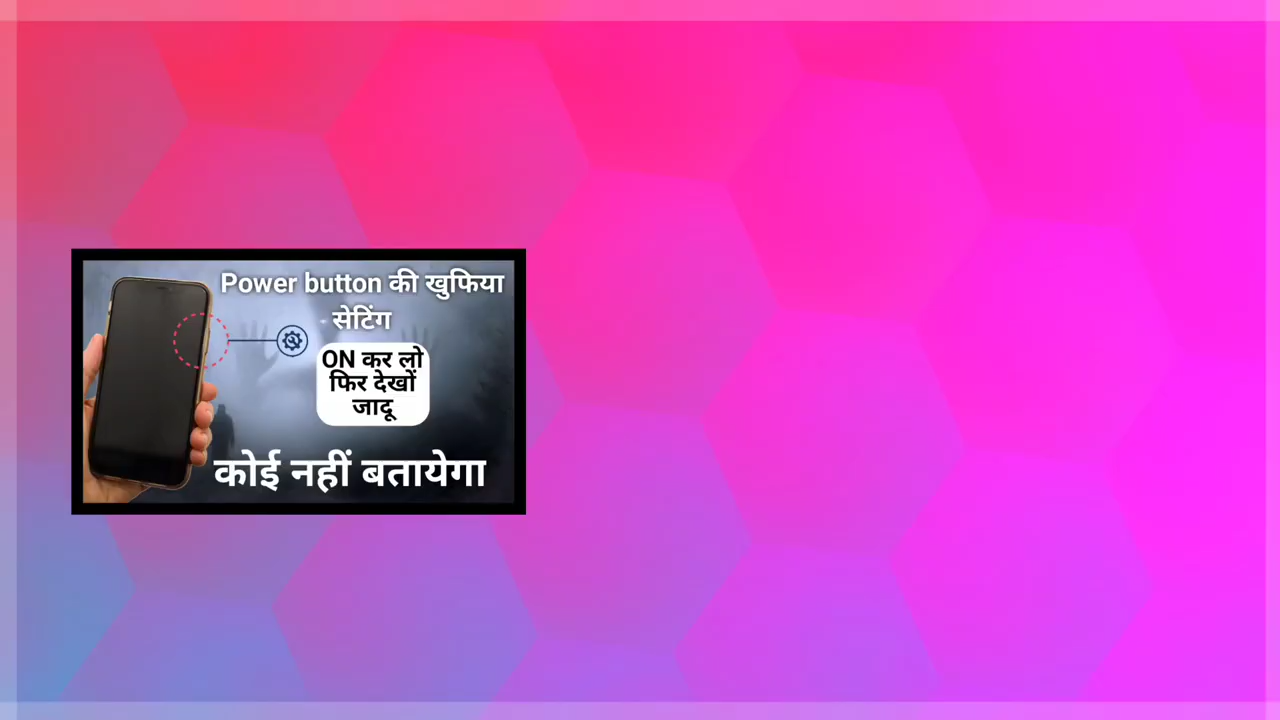 Power button की खुफिया
सेटिंग
ON कर लो
फिर देखों
जादू
कोई नहीं बतायेगा